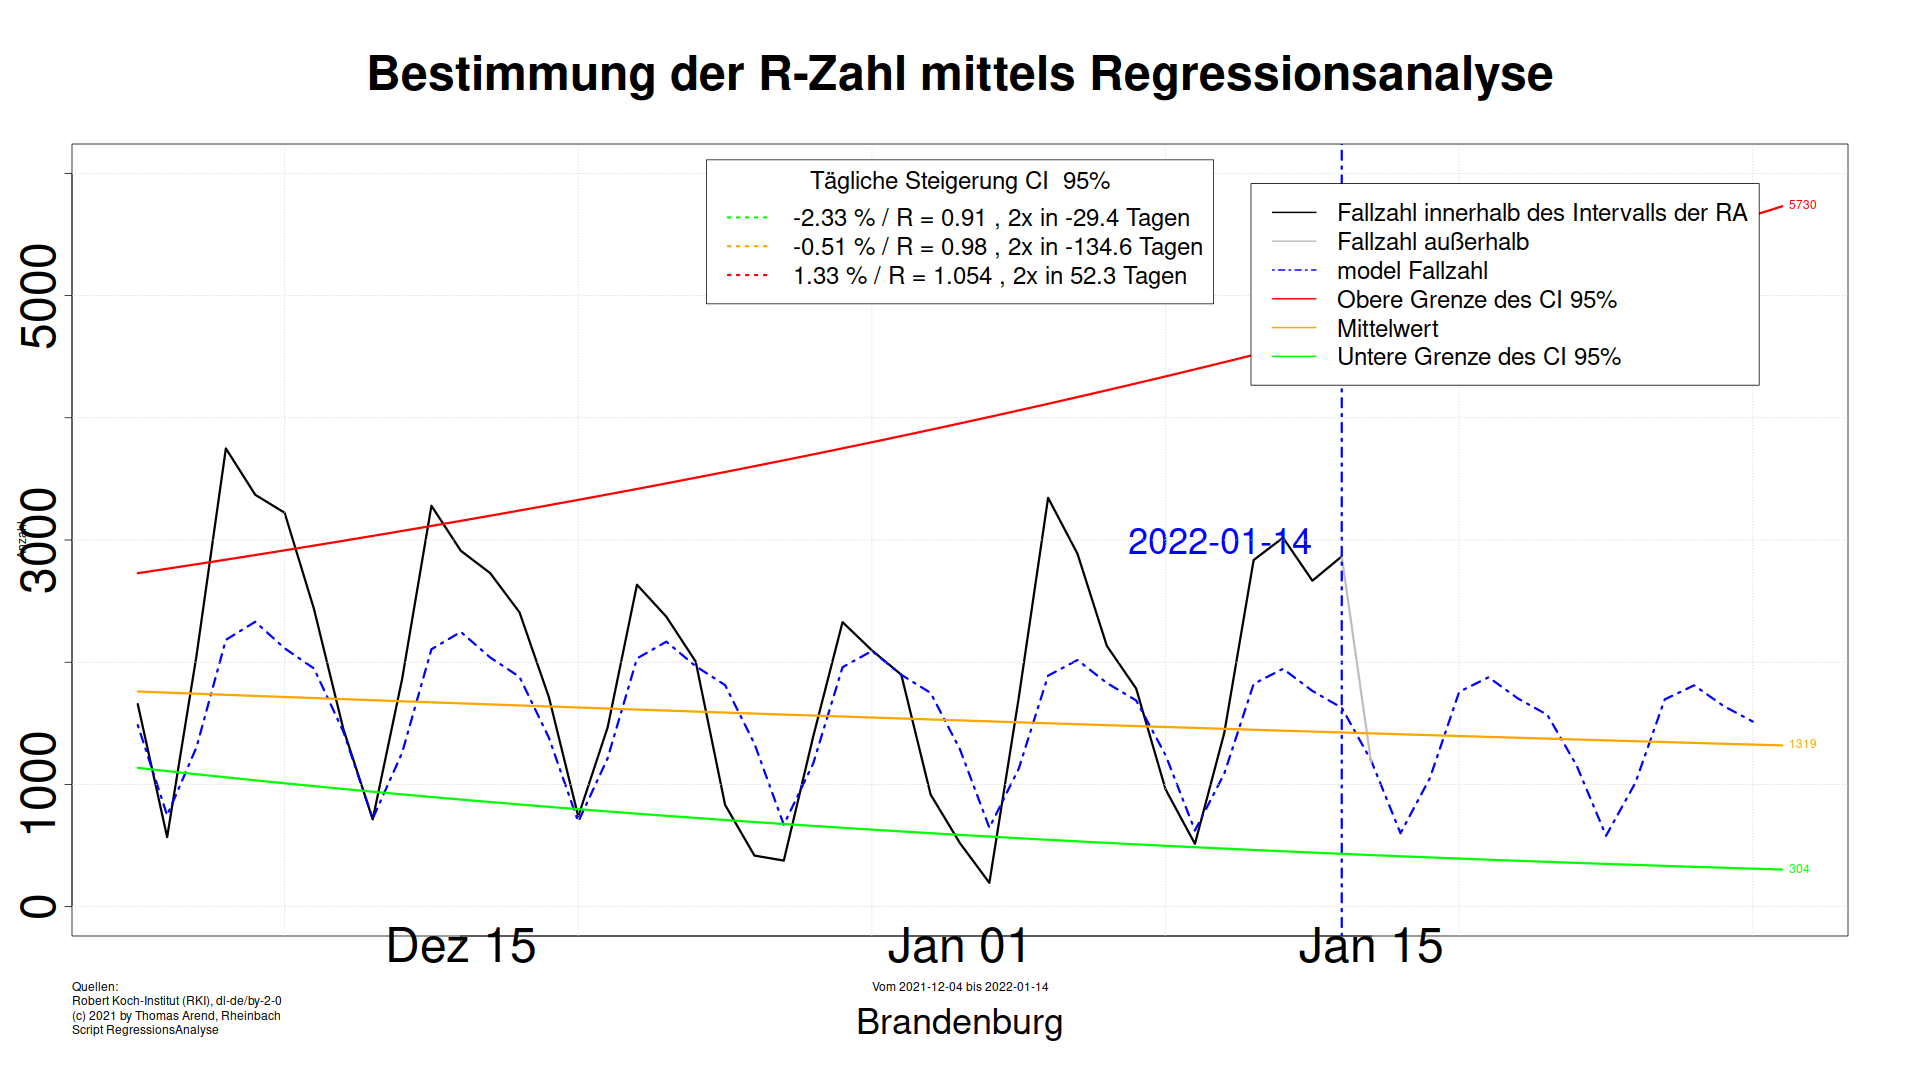 Bestimmung der R-Zahl mittels Regressionsanalyse
Tägliche Steigerung CI  95%
-2.33 % / R = 0.91 , 2x in -29.4 Tagen
-0.51 % / R = 0.98 , 2x in -134.6 Tagen
1.33 % / R = 1.054 , 2x in 52.3 Tagen
Fallzahl innerhalb des Intervalls der RA
Fallzahl außerhalb
model Fallzahl
Obere Grenze des CI 95%
Mittelwert
Untere Grenze des CI 95%
5730
5000
3000
1000
0
Anzahl
2022-01-14
1319
304
Dez 15
Jan 01
Jan 15
Quellen:
Robert Koch-Institut (RKI), dl-de/by-2-0
(c) 2021 by Thomas Arend, Rheinbach
Script RegressionsAnalyse
Vom 2021-12-04 bis 2022-01-14
Brandenburg